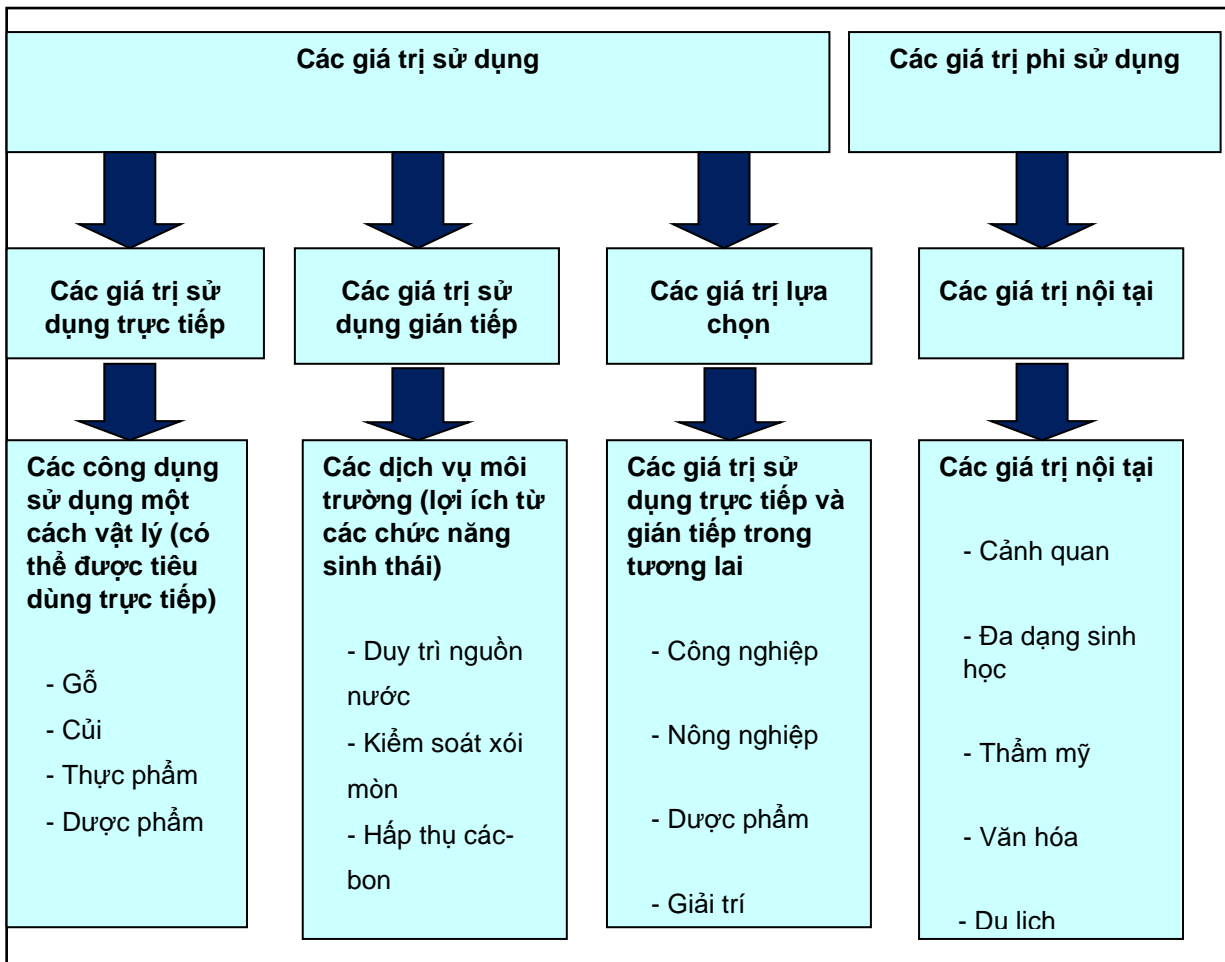 Các giá trị sử dụng
Các giá trị phi sử dụng
Các giá trị sử
dụng trực tiếp
Các giá trị sử
dụng gián tiếp
Các giá trị lựa
chọn
Các giá trị nội tại
Các công dụng
sử dụng một
cách vật lý (có
thể được tiêu
dùng trực tiếp)
- Gỗ
- Củi
- Thực phẩm
- Dược phẩm
Các dịch vụ môi
trường (lợi ích từ
các chức năng
sinh thái)
- Duy trì nguồn
nước
- Kiểm soát xói
mòn
- Hấp thụ các-
bon
Các giá trị sử
dụng trực tiếp và
gián tiếp trong
tương lai
- Công nghiệp
- Nông nghiệp
- Dược phẩm
- Giải trí
Các giá trị nội tại
- Cảnh quan
- Đa dạng sinh
học
- Thẩm mỹ
- Văn hóa
- Du lịch